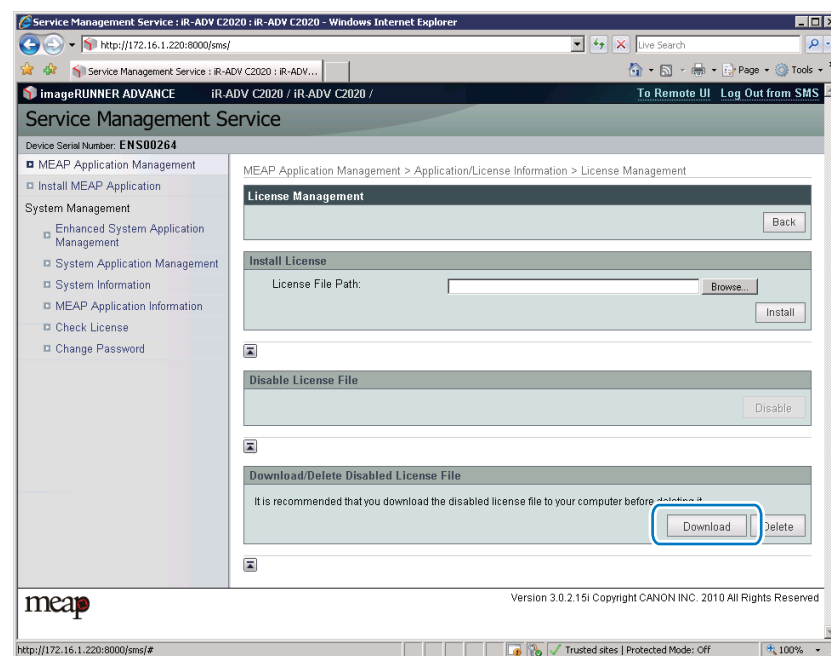 Service Management Service : iR-ADV C2020 : iR-ADV C2020 - Windows Internet Explorer
http://172.16.1.220:8000/sms/
Live Search
Service Management Service : iR-ADV C2020 : iR-ADV...
Page
Tools
imageRUNNER ADVANCE iR-ADV C2020 / iR-ADV C2020 /
To Remote UI Log Out from SMS
Service Management Service
Device Serial Number: ENS00264
MEAP Application Management
Install MEAP Application
System Management
Enhanced System Application
Management
System Application Management
System Information
MEAP Application Information
Check License
Change Password
MEAP Application Management > Application/License Information > License Management
License Management
Back
Install License
License File Path:
Browse...
Install
Disable License File
Disable
Download/Delete Disabled License File
It is recommended that you download the disabled license file to your computer before deleting it.
Download
Delete
meap
Version 3.0.2.15i Copyright CANON INC. 2010 All Rights Reserved
http://172.16.1.220:8000/sms/#
Trusted sites | Protected Mode: Off
100%